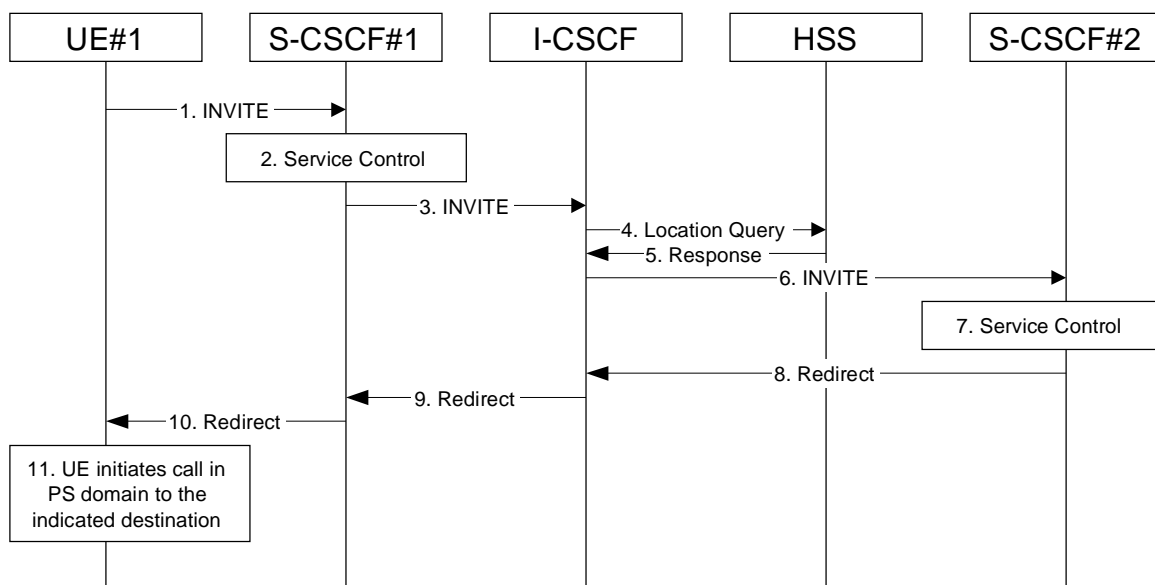 UE#1
S-CSCF#1
I-CSCF
HSS
S-CSCF#2
1. INVITE
2. Service Control
3. INVITE
4. Location Query
5. Response
6. INVITE
7. Service Control
8. Redirect
9. Redirect
10. Redirect
11. UE initiates call in
PS domain to the
indicated destination